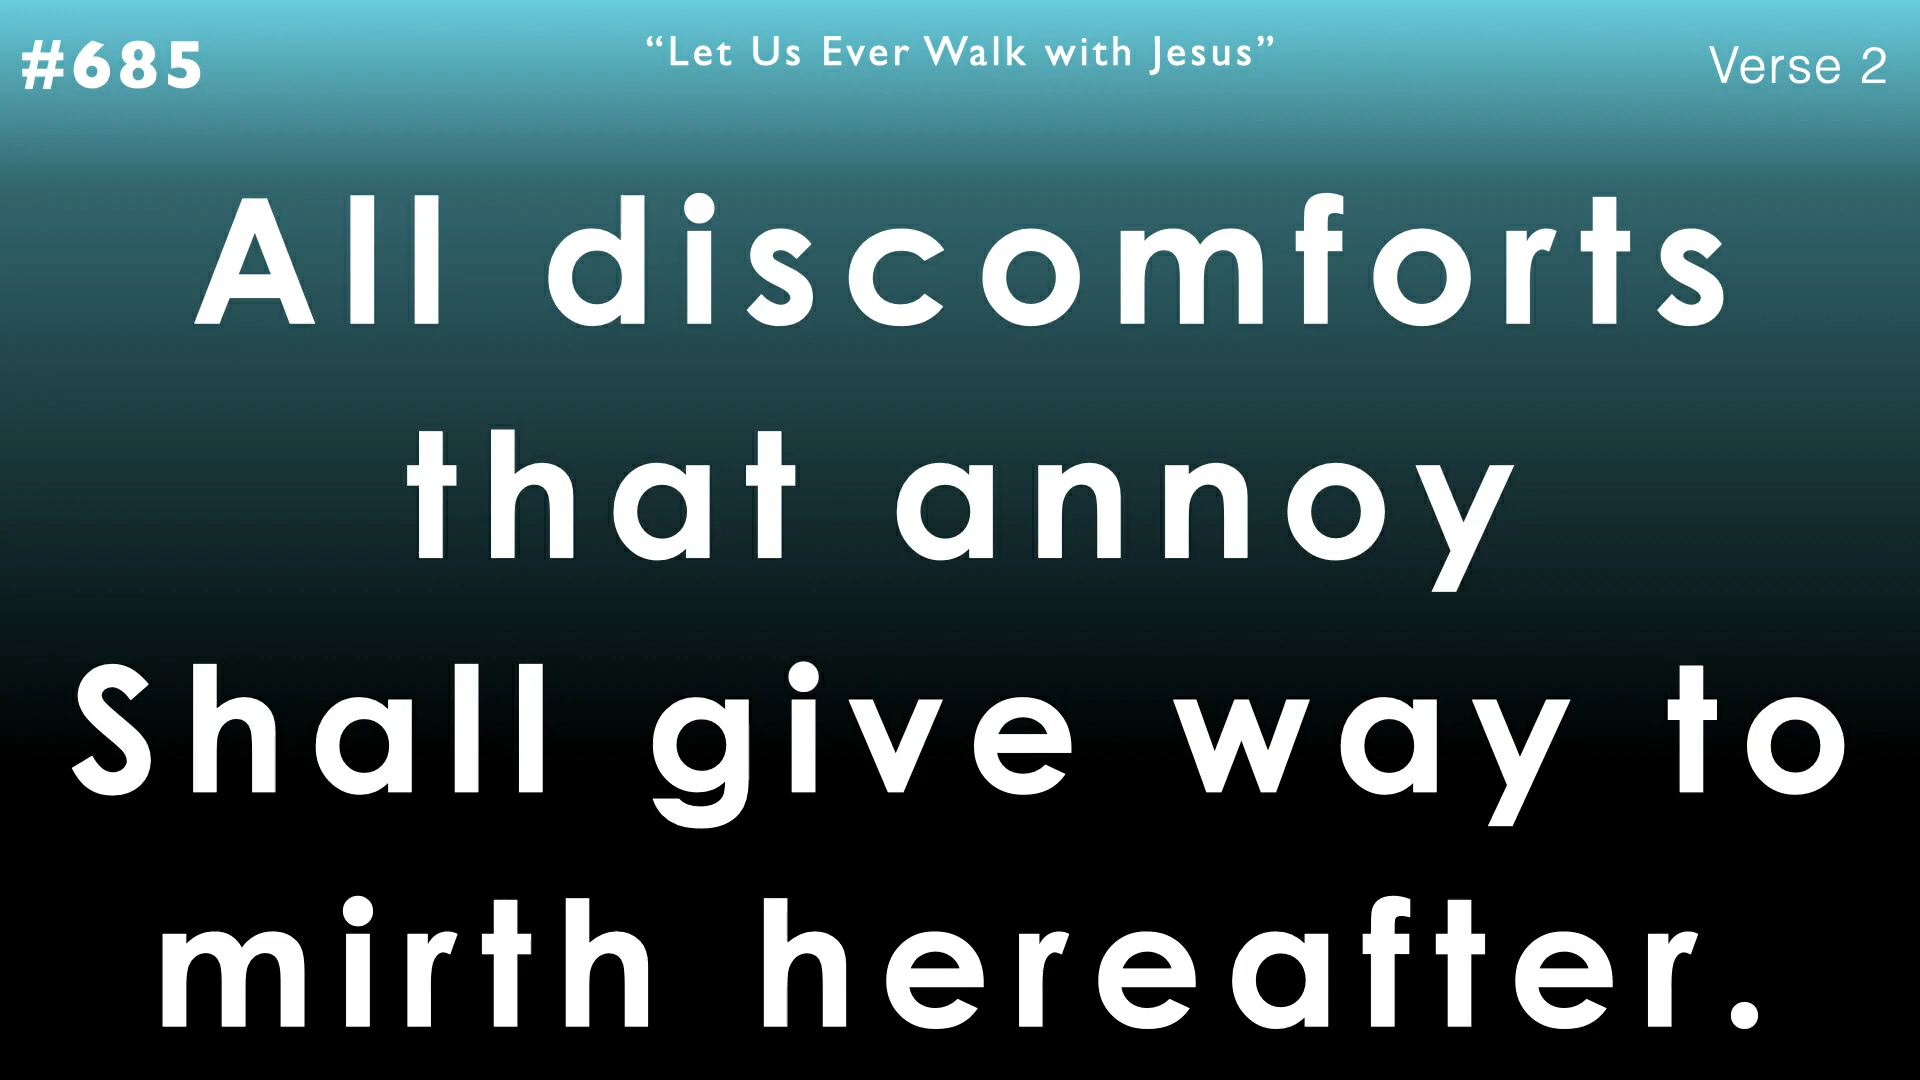 #685
“Let Us Ever Walk with Jesus”
Verse 2
All discomforts
that annoy
Shall give way to
mirth hereafter.